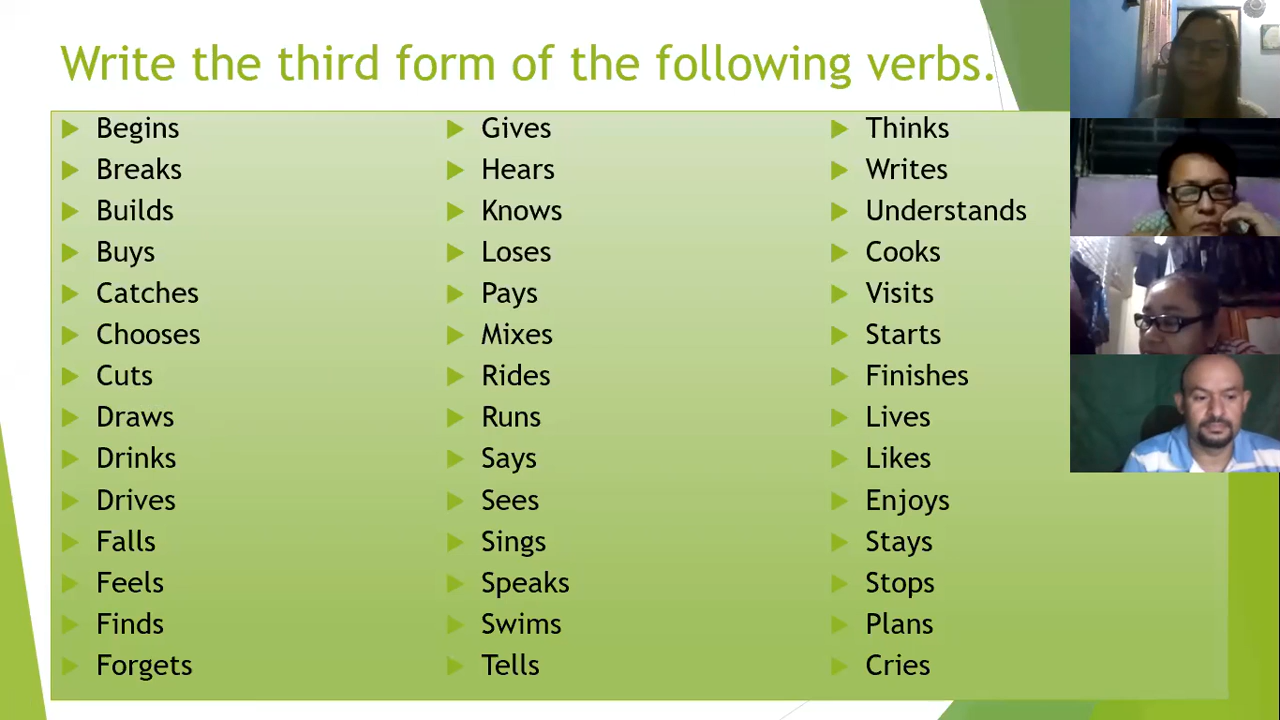 Write the third form of the following verbs.
Begins
Breaks
Builds
Buys
Catches
Chooses
Cuts
Draws
Drinks
Drives
Falls
Feels
Finds
Forgets
Gives
Hears
Knows
Loses
Pays
Mixes
Rides
Runs
Says
Sees
Sings
Speaks
Swims
Tells
Thinks
Writes
Understands
Cooks
Visits
Starts
Finishes
Lives
Likes
Enjoys
Stays
Stops
Plans
Cries